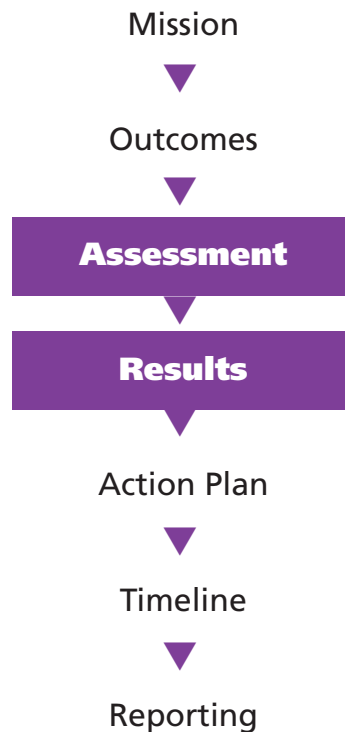 Mission
Outcomes
Assessment
Results
Action Plan
Timeline
Reporting